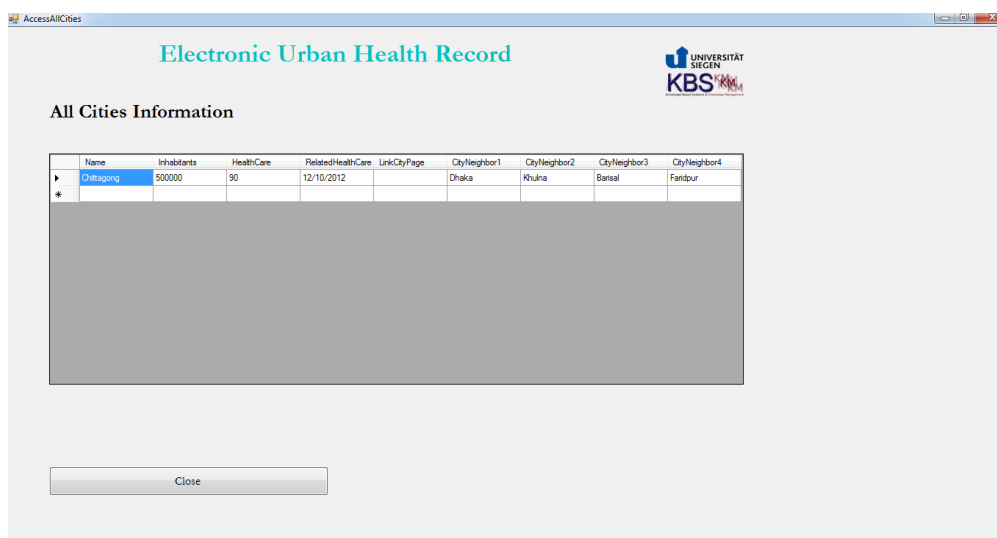 AccessAllCities
Electronic Urban Health Record
UNIVERSITÄT
SIEGEN
KBS KM
All Cities Information
Name Inhabitants HealthCare RelatedHealthCare LinkCityPage CityNeighbor1 CityNeighbor2 CityNeighbor3 CityNeighbor4
Chittagong 500000 90 12/10/2012 Dhaka Khulna Barisal Faridpur
Close